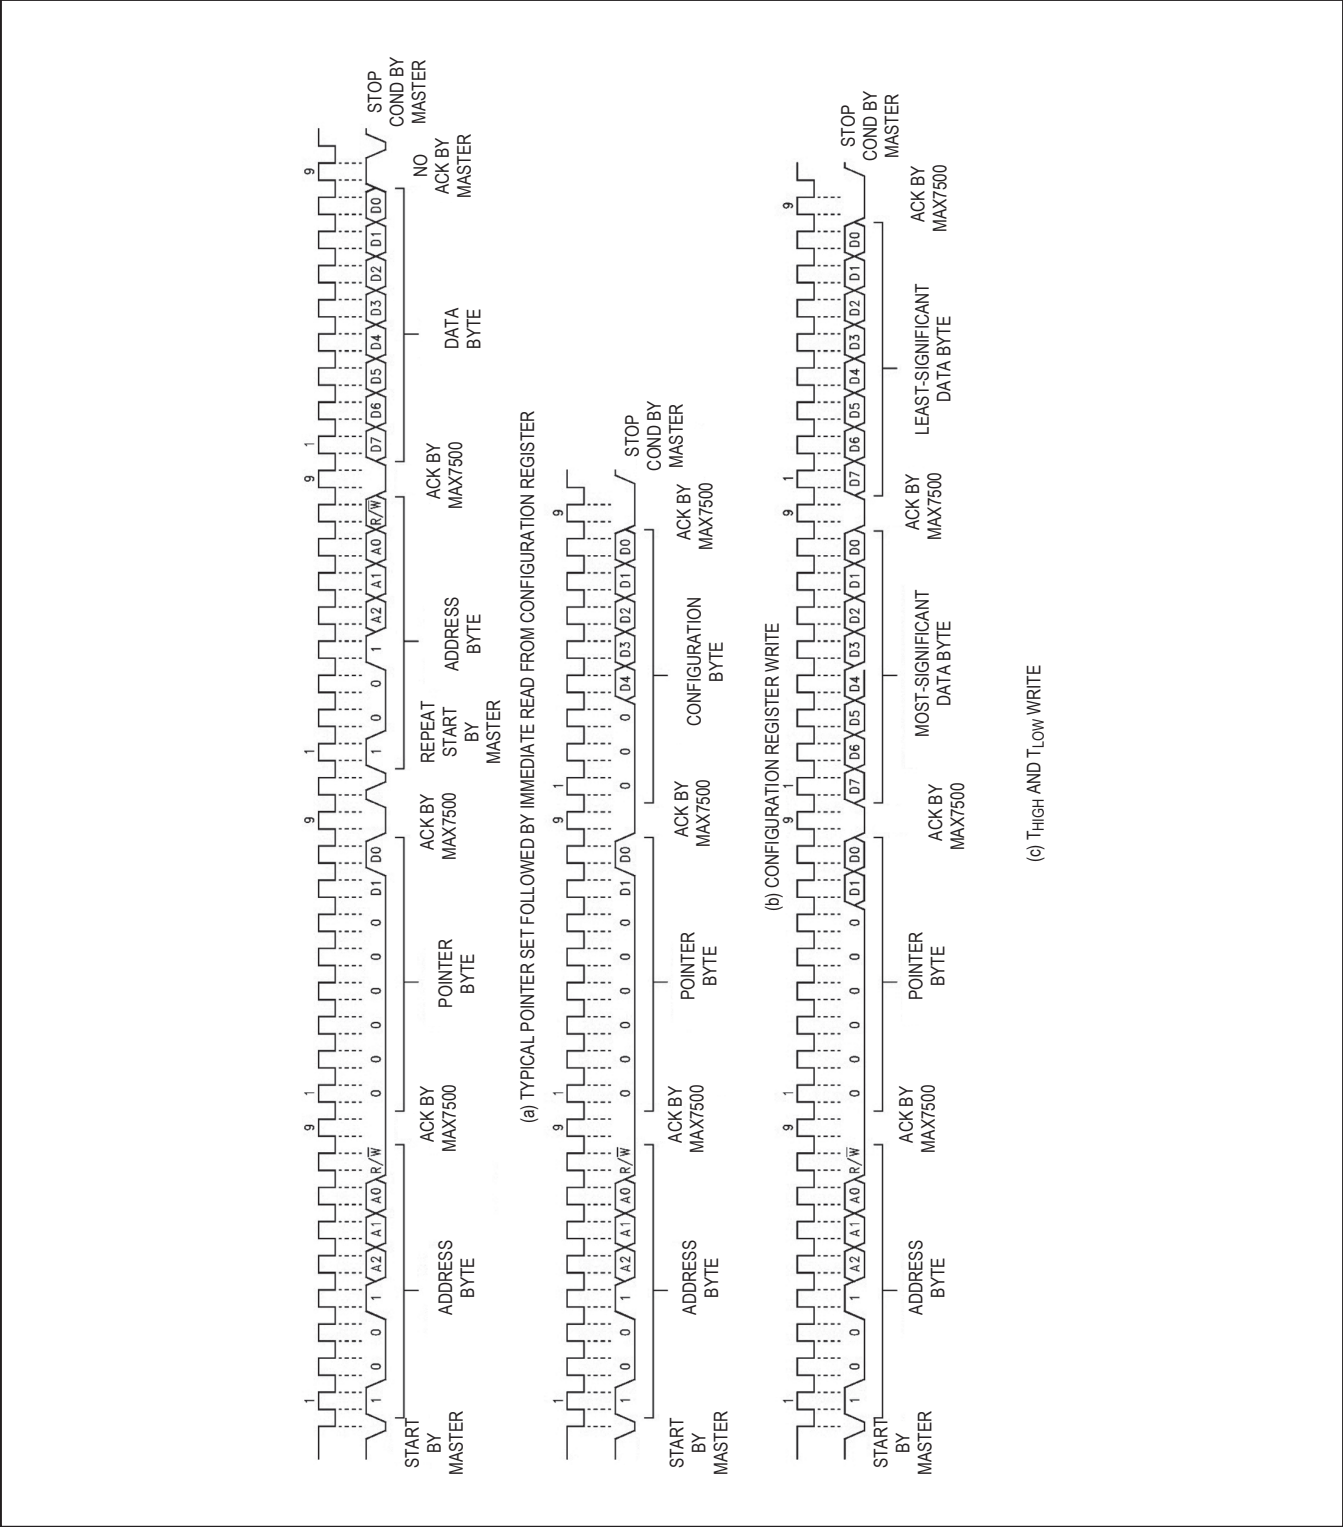 1 9 1 9 1 9 1 9
1 0 0 1 A2 A1 A0 R/W̅ 0 0 0 0 0 0 D1 D0 1 0 0 1 A2 A1 A0 R/W̅ D7 D6 D5 D4 D3 D2 D1 D0
START
BY
MASTER
ADDRESS
BYTE
ACK BY
MAX7500
POINTER
BYTE
ACK BY
MAX7500
REPEAT
START
BY
MASTER
ADDRESS
BYTE
ACK BY
MAX7500
DATA
BYTE
NO
ACK BY
MASTER
STOP
COND BY
MASTER
(a) TYPICAL POINTER SET FOLLOWED BY IMMEDIATE READ FROM CONFIGURATION REGISTER
1 9 1 9 1 9
1 0 0 1 A2 A1 A0 R/W̅ 0 0 0 0 0 0 D1 D0 0 0 0 D4 D3 D2 D1 D0
START
BY
MASTER
ADDRESS
BYTE
ACK BY
MAX7500
POINTER
BYTE
ACK BY
MAX7500
CONFIGURATION
BYTE
ACK BY
MAX7500
STOP
COND BY
MASTER
(b) CONFIGURATION REGISTER WRITE
1 9 1 9 1 9 1 9
1 0 0 1 A2 A1 A0 R/W̅ 0 0 0 0 0 0 D1 D0 D7 D6 D5 D4 D3 D2 D1 D0 D7 D6 D5 D4 D3 D2 D1 D0
START
BY
MASTER
ADDRESS
BYTE
ACK BY
MAX7500
POINTER
BYTE
ACK BY
MAX7500
MOST-SIGNIFICANT
DATA BYTE
ACK BY
MAX7500
LEAST-SIGNIFICANT
DATA BYTE
ACK BY
MAX7500
STOP
COND BY
MASTER
(c) THIGH AND TLOW WRITE